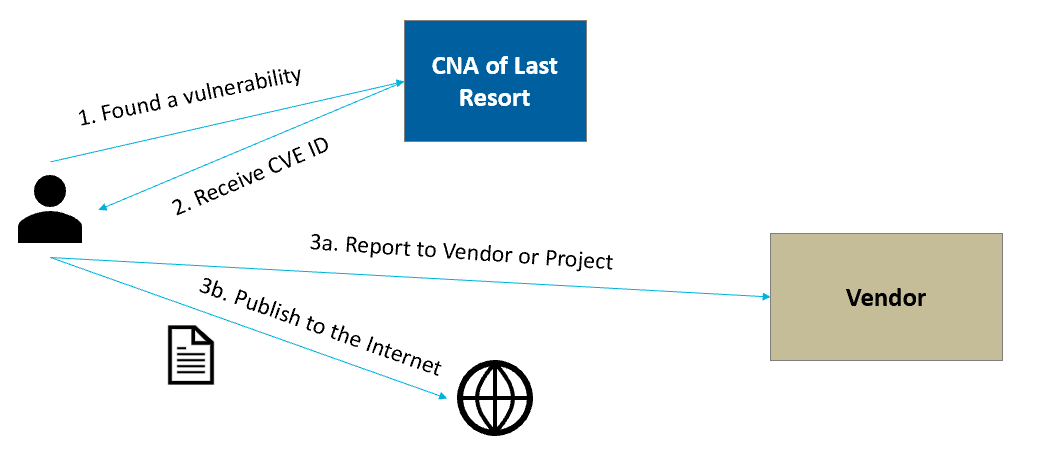 CNA of Last
Resort
1. Found a vulnerability
2. Receive CVE ID
3a. Report to Vendor or Project
Vendor
3b. Publish to the Internet